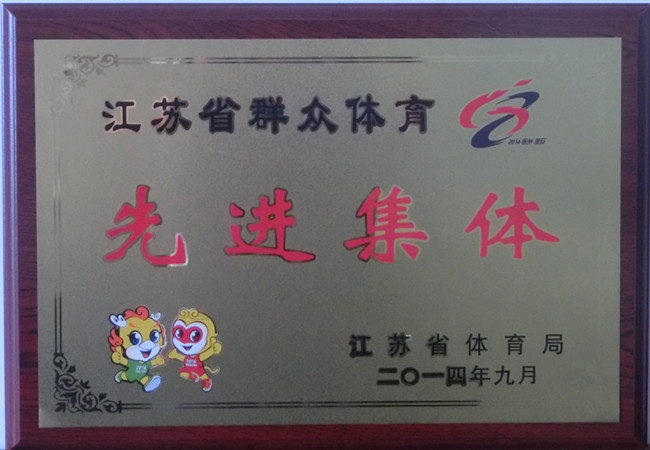 江苏省群众体育
先进集体
江苏省体育局
二〇一四年九月